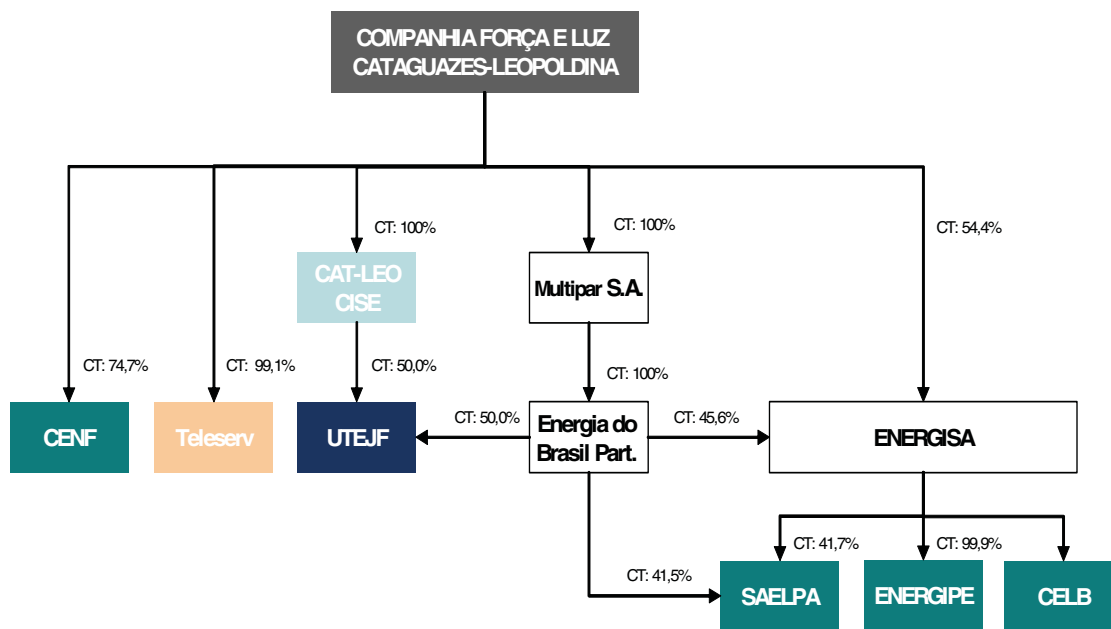 COMPANHIA FORÇA E LUZ
CATAGUAZES-LEOPOLDINA
CT: 100%
CT: 100%
CT: 54,4%
CAT-LEO
CISE
Multipar S.A.
CT: 74,7%
CT: 99,1%
CT: 50,0%
CT: 100%
CENF
Teleserv
UTEJF
CT: 50,0%
Energia do
Brasil Part.
CT: 45,6%
ENERGISA
CT: 41,7%
CT: 99,9%
CT: 41,5%
SAELPA
ENERGIPE
CELB